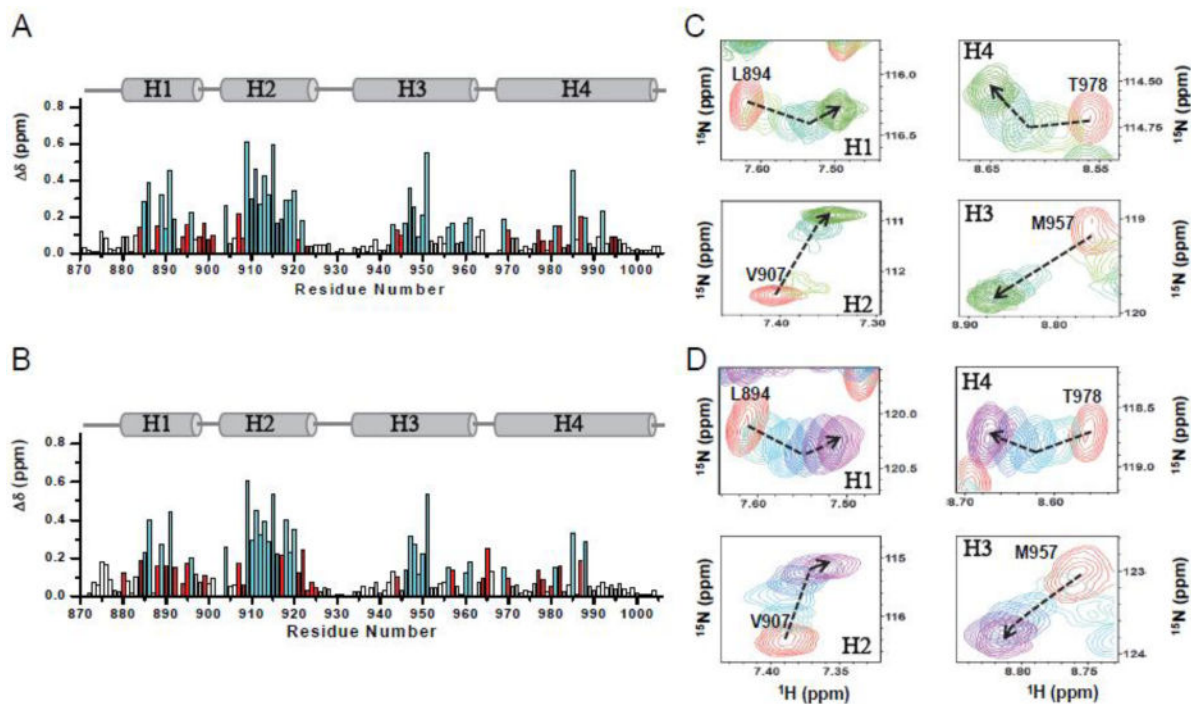 A
H1 H2 H3 H4
Δδ (ppm)
0.8
0.6
0.4
0.2
0.0
870 880 890 900 910 920 930 940 950 960 970 980 990 1000
Residue Number
B
H1 H2 H3 H4
Δδ (ppm)
0.8
0.6
0.4
0.2
0.0
870 880 890 900 910 920 930 940 950 960 970 980 990 1000
Residue Number
C
L894
H1
15N (ppm)
116.0
116.5
7.60 7.50
H4
T978
15N (ppm)
114.50
114.75
8.65 8.55
V907
H2
15N (ppm)
111
112
7.40 7.30
H3
M957
15N (ppm)
119
120
8.90 8.80
D
L894
H1
15N (ppm)
120.0
120.5
7.60 7.50
H4
T978
15N (ppm)
118.5
119.0
8.70 8.60
V907
H2
15N (ppm)
115
116
7.40 7.35
1H (ppm)
H3
M957
15N (ppm)
123
124
8.80 8.75
1H (ppm)